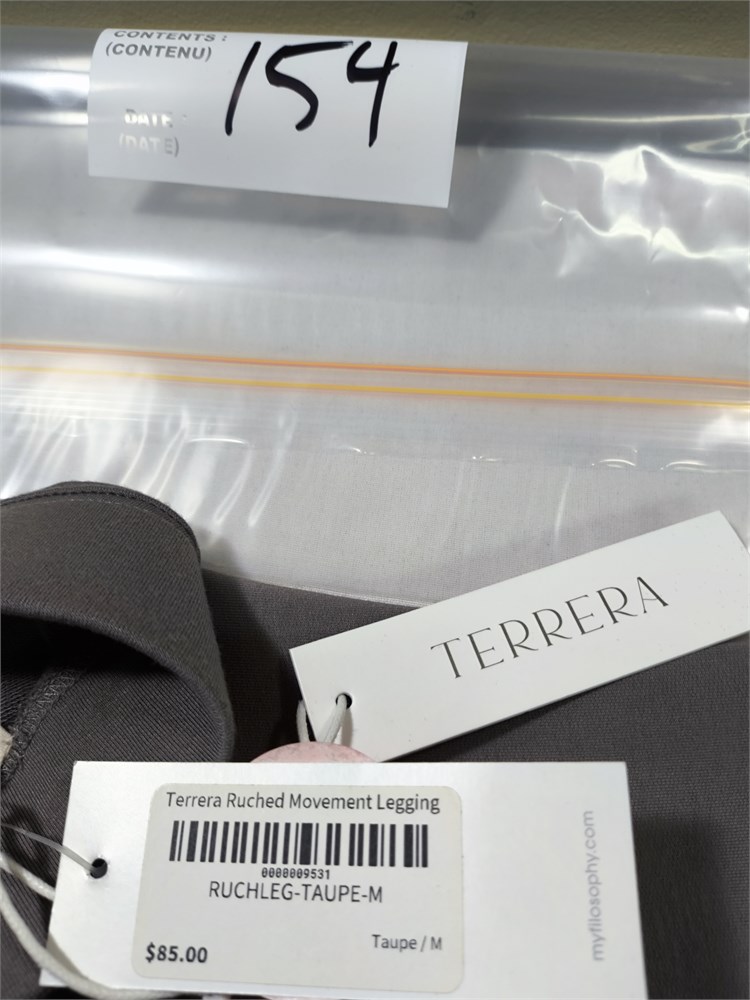 CONTENTS :
(CONTENU)
154
DATE :
(DATE)
TERRERA
Terrera Ruched Movement Legging
0000009531
RUCHLEG-TAUPE-M
$85.00
Taupe / M
myfilosophy.com